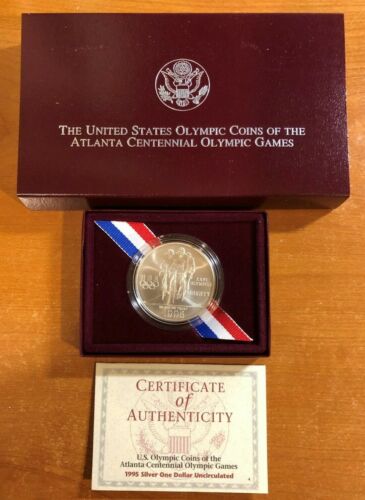 THE UNITED STATES OLYMPIC COINS OF THE
ATLANTA CENTENNIAL OLYMPIC GAMES
LIBERTY
1995
CERTIFICATE
of
AUTHENTICITY
U.S. Olympic Coins of the
Atlanta Centennial Olympic Games
1995 Silver One Dollar Uncirculated